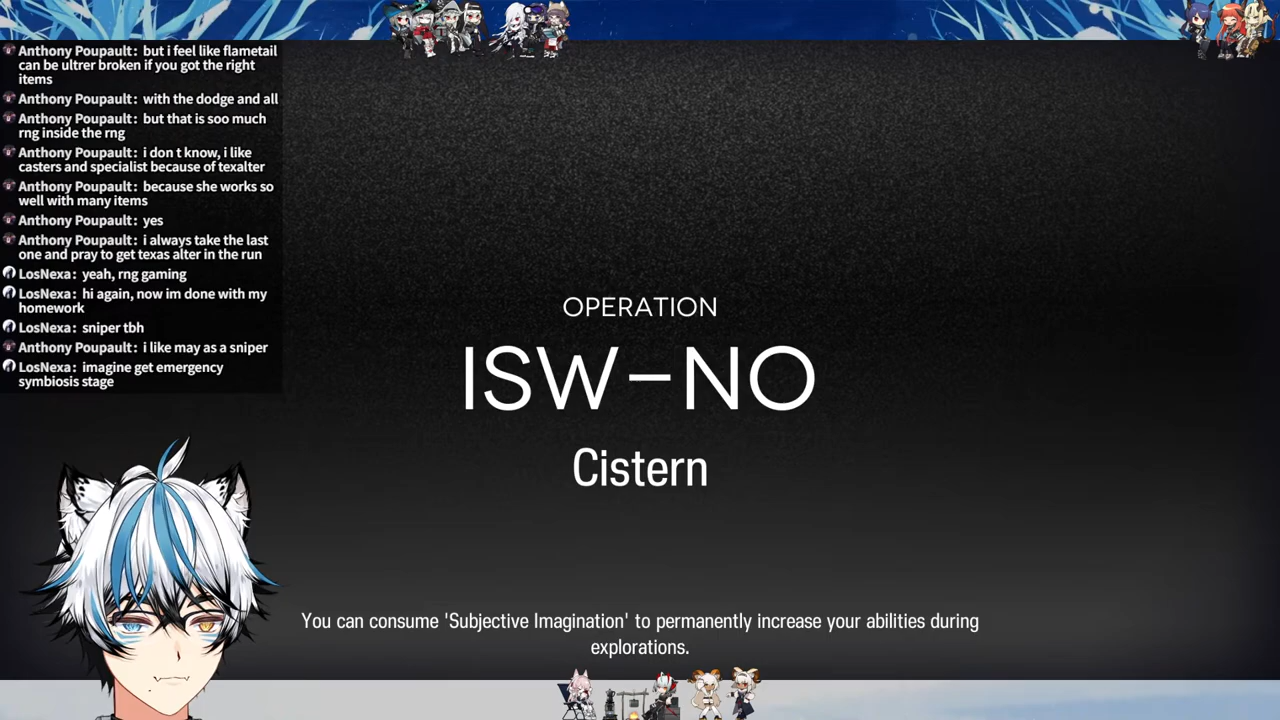 Anthony Poupault: but i feel like flametail
can be ultrer broken if you got the right
items
Anthony Poupault: with the dodge and all
Anthony Poupault: but that is soo much
rng inside the rng
Anthony Poupault: i don t know, i like
casters and specialist because of texalter
Anthony Poupault: because she works so
well with many items
Anthony Poupault: yes
Anthony Poupault: i always take the last
one and pray to get texas alter in the run
LosNexa: yeah, rng gaming
LosNexa: hi again, now im done with my
homework
LosNexa: sniper tbh
Anthony Poupault: i like may as a sniper
LosNexa: imagine get emergency
symbiosis stage
OPERATION
ISW-NO
Cistern
You can consume 'Subjective Imagination' to permanently increase your abilities during
explorations.